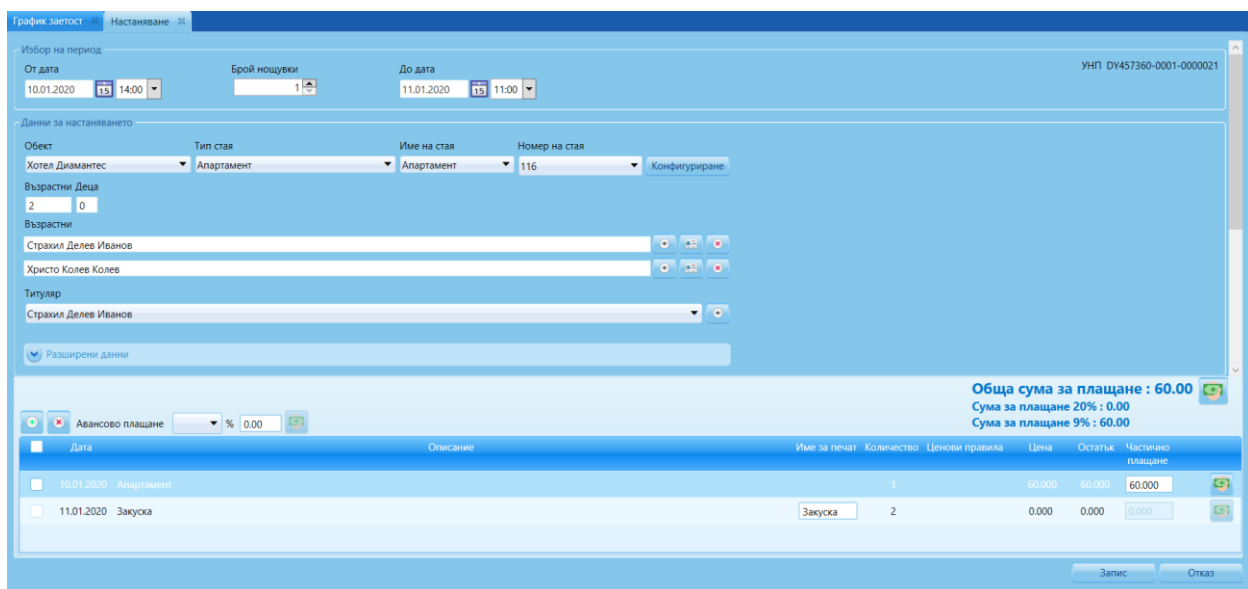 График заетост Настаняване
Избор на период
От дата Брой нощувки До дата УНП DY457360-0001-0000021
10.01.2020 15 14:00 1 11.01.2020 15 11:00
Данни за настаняването
Обект Тип стая Име на стая Номер на стая
Хотел Диамантес Апартамент Апартамент 116 Конфигуриране
Възрастни Деца
2 0
Възрастни
Страхил Делев Иванов
Христо Колев Колев
Титуляр
Страхил Делев Иванов
Разширени данни
Обща сума за плащане : 60.00
Сума за плащане 20% : 0.00
Авансово плащане % 0.00 Сума за плащане 9% : 60.00
Дата Описание Име за печат Количество Ценови правила Цена Остатък Частично
плащане
10.01.2020 Апартамент 1 60.000 60.000 60.000
11.01.2020 Закуска Закуска 2 0.000 0.000 0.000
Запис Отказ